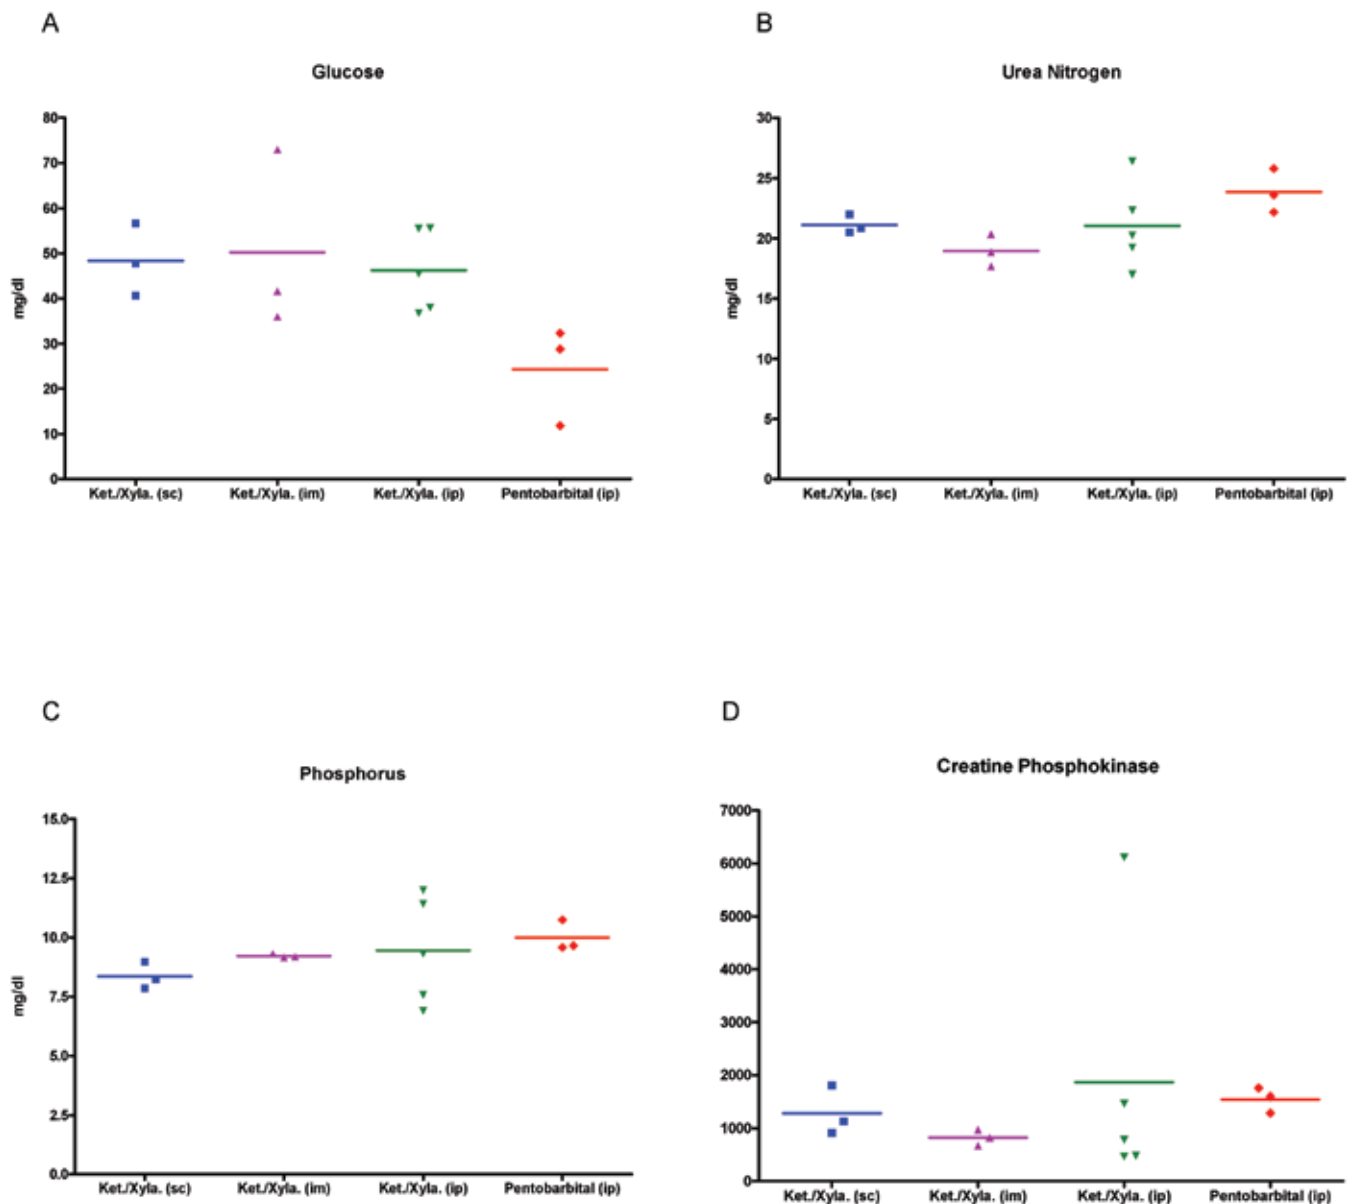 A
Glucose
80
70
60
50
40
30
20
10
0
mg/dl
Ket./Xyla. (sc) Ket./Xyla. (im) Ket./Xyla. (ip) Pentobarbital (ip)
B
Urea Nitrogen
30
25
20
15
10
5
0
mg/dl
Ket./Xyla. (sc) Ket./Xyla. (im) Ket./Xyla. (ip) Pentobarbital (ip)
C
Phosphorus
15.0
12.5
10.0
7.5
5.0
2.5
0.0
mg/dl
Ket./Xyla. (sc) Ket./Xyla. (im) Ket./Xyla. (ip) Pentobarbital (ip)
D
Creatine Phosphokinase
7000
6000
5000
4000
3000
2000
1000
0
Ket./Xyla. (sc) Ket./Xyla. (im) Ket./Xyla. (ip) Pentobarbital (ip)